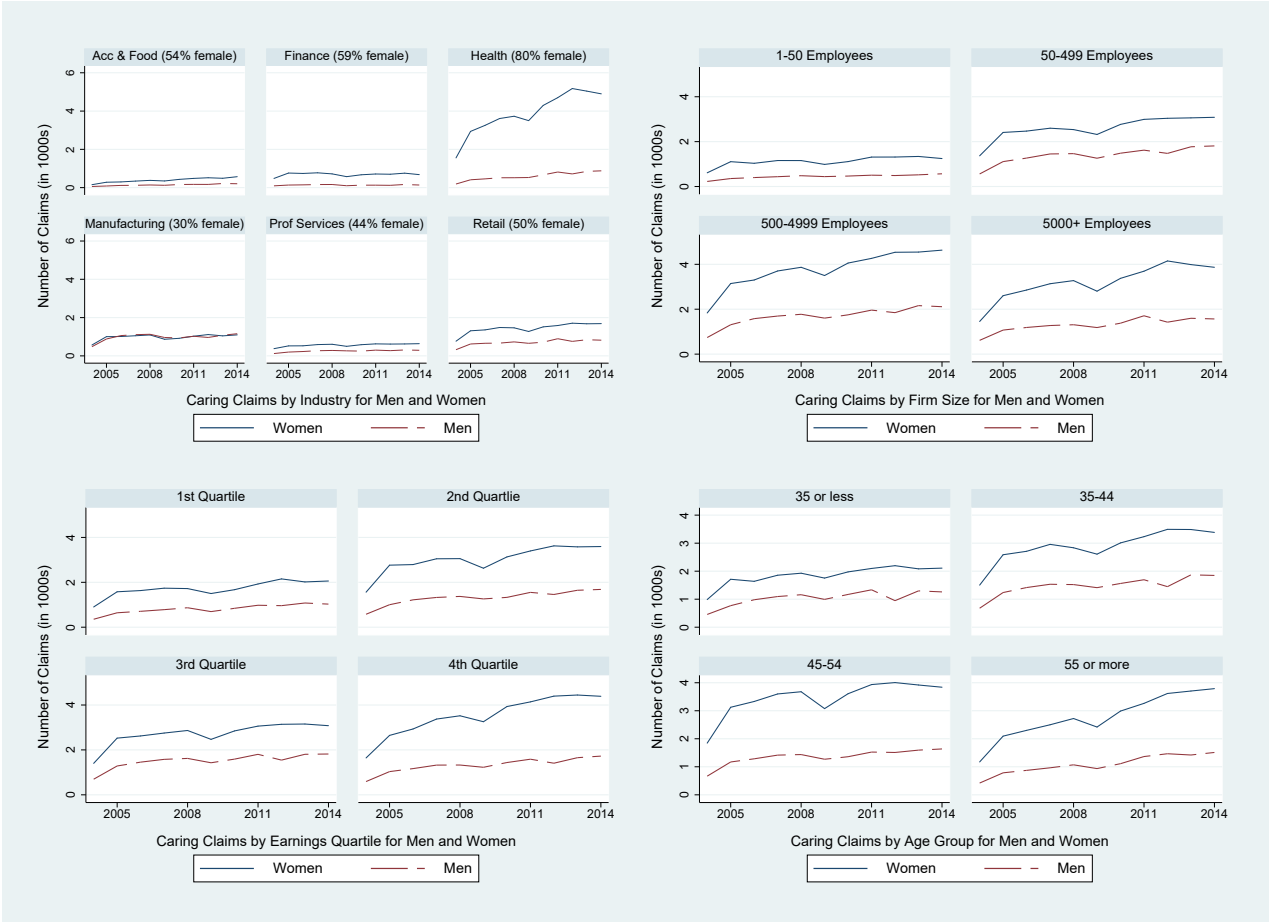 Acc & Food (54% female) Finance (59% female) Health (80% female)
6
4
2
0
Manufacturing (30% female) Prof Services (44% female) Retail (50% female)
6
4
2
0
Number of Claims (in 1000s)
2005 2008 2011 2014 2005 2008 2011 2014 2005 2008 2011 2014
Caring Claims by Industry for Men and Women
Women Men
1-50 Employees 50-499 Employees
4
2
0
500-4999 Employees 5000+ Employees
4
2
0
Number of Claims (in 1000s)
2005 2008 2011 2014 2005 2008 2011 2014
Caring Claims by Firm Size for Men and Women
Women Men
1st Quartile 2nd Quartlie
4
2
0
3rd Quartile 4th Quartile
4
2
0
Number of Claims (in 1000s)
2005 2008 2011 2014 2005 2008 2011 2014
Caring Claims by Earnings Quartile for Men and Women
Women Men
35 or less 35-44
4
3
2
1
0
45-54 55 or more
4
3
2
1
0
Number of Claims (in 1000s)
2005 2008 2011 2014 2005 2008 2011 2014
Caring Claims by Age Group for Men and Women
Women Men